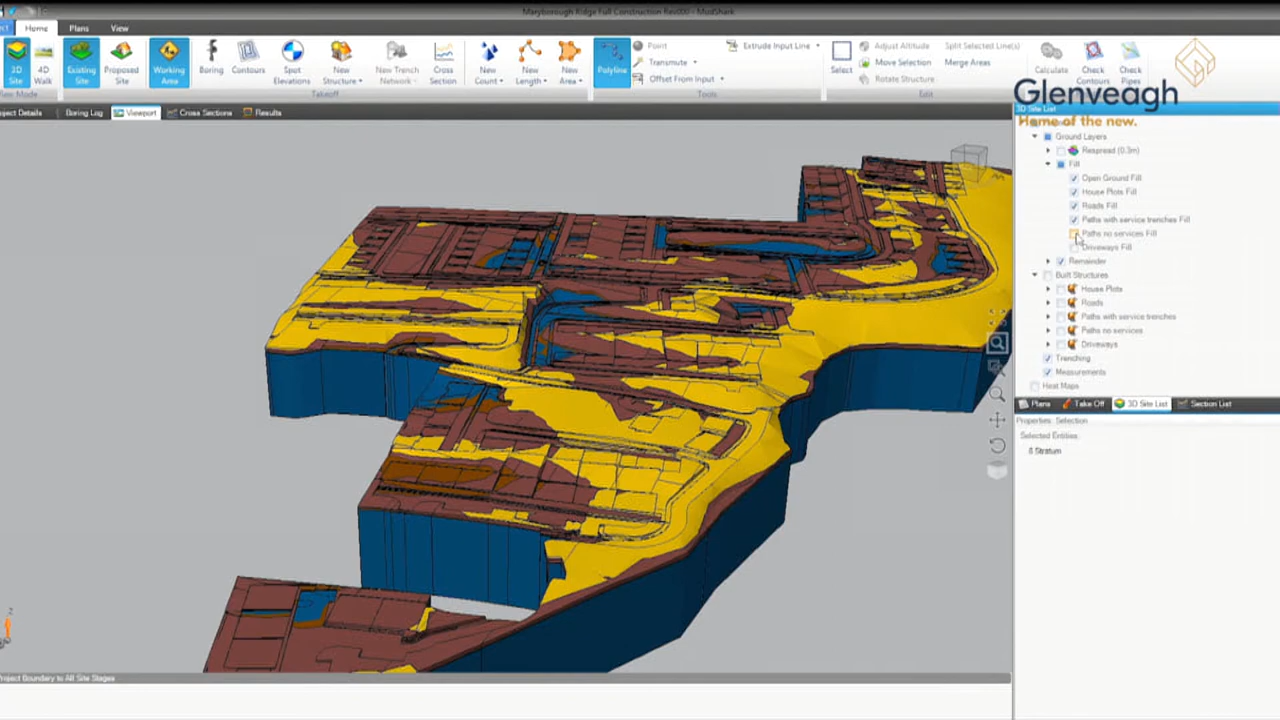 Maryborough Ridge Full Construction Rev000 - MudShark
Home Plans View
3D Site
4D Walk
Existing Site
Proposed Site
Working Area
Boring
Contours
Spot Elevations
New Structure
New Trench Network
Cross Section
New Count
New Length
New Area
Polyline
Point
Transmute
Offset From Input
Extrude Input Line
Select
Adjust Altitude
Move Selection
Rotate Structure
Split Selected Line(s)
Merge Areas
Calculate
Check Contours
Check Pipes
View Mode
Takeoff
Tools
Edit
Glenveagh
Home of the new.
oject Details Boring Log Viewport Cross Sections Results
3D Site List
Ground Layers
Respread (0.3m)
Fill
Open Ground Fill
House Plots Fill
Roads Fill
Paths with service trenches Fill
Paths no services Fill
Driveways Fill
Remainder
Built Structures
House Plots
Roads
Paths with service trenches
Paths no services
Driveways
Trenching
Measurements
Heat Maps
Plans Take Off 3D Site List Section List
Properties: Selection
Selected Entities:
8 Stratum
Z
Project Boundary to All Site Stages